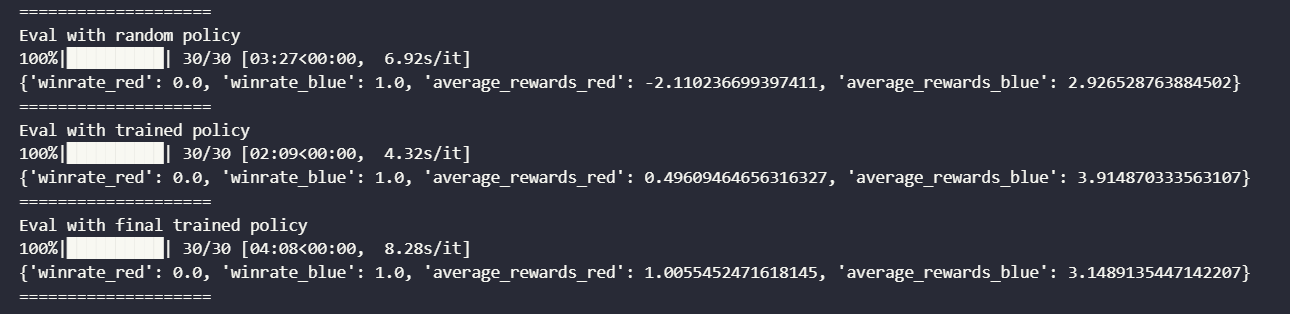 ====================
Eval with random policy
100%|██████████| 30/30 [03:27<00:00,  6.92s/it]
{'winrate_red': 0.0, 'winrate_blue': 1.0, 'average_rewards_red': -2.110236699397411, 'average_rewards_blue': 2.926528763884502}
====================
Eval with trained policy
100%|██████████| 30/30 [02:09<00:00,  4.32s/it]
{'winrate_red': 0.0, 'winrate_blue': 1.0, 'average_rewards_red': 0.49609464656316327, 'average_rewards_blue': 3.914870333563107}
====================
Eval with final trained policy
100%|██████████| 30/30 [04:08<00:00,  8.28s/it]
{'winrate_red': 0.0, 'winrate_blue': 1.0, 'average_rewards_red': 1.0055452471618145, 'average_rewards_blue': 3.1489135447142207}
====================